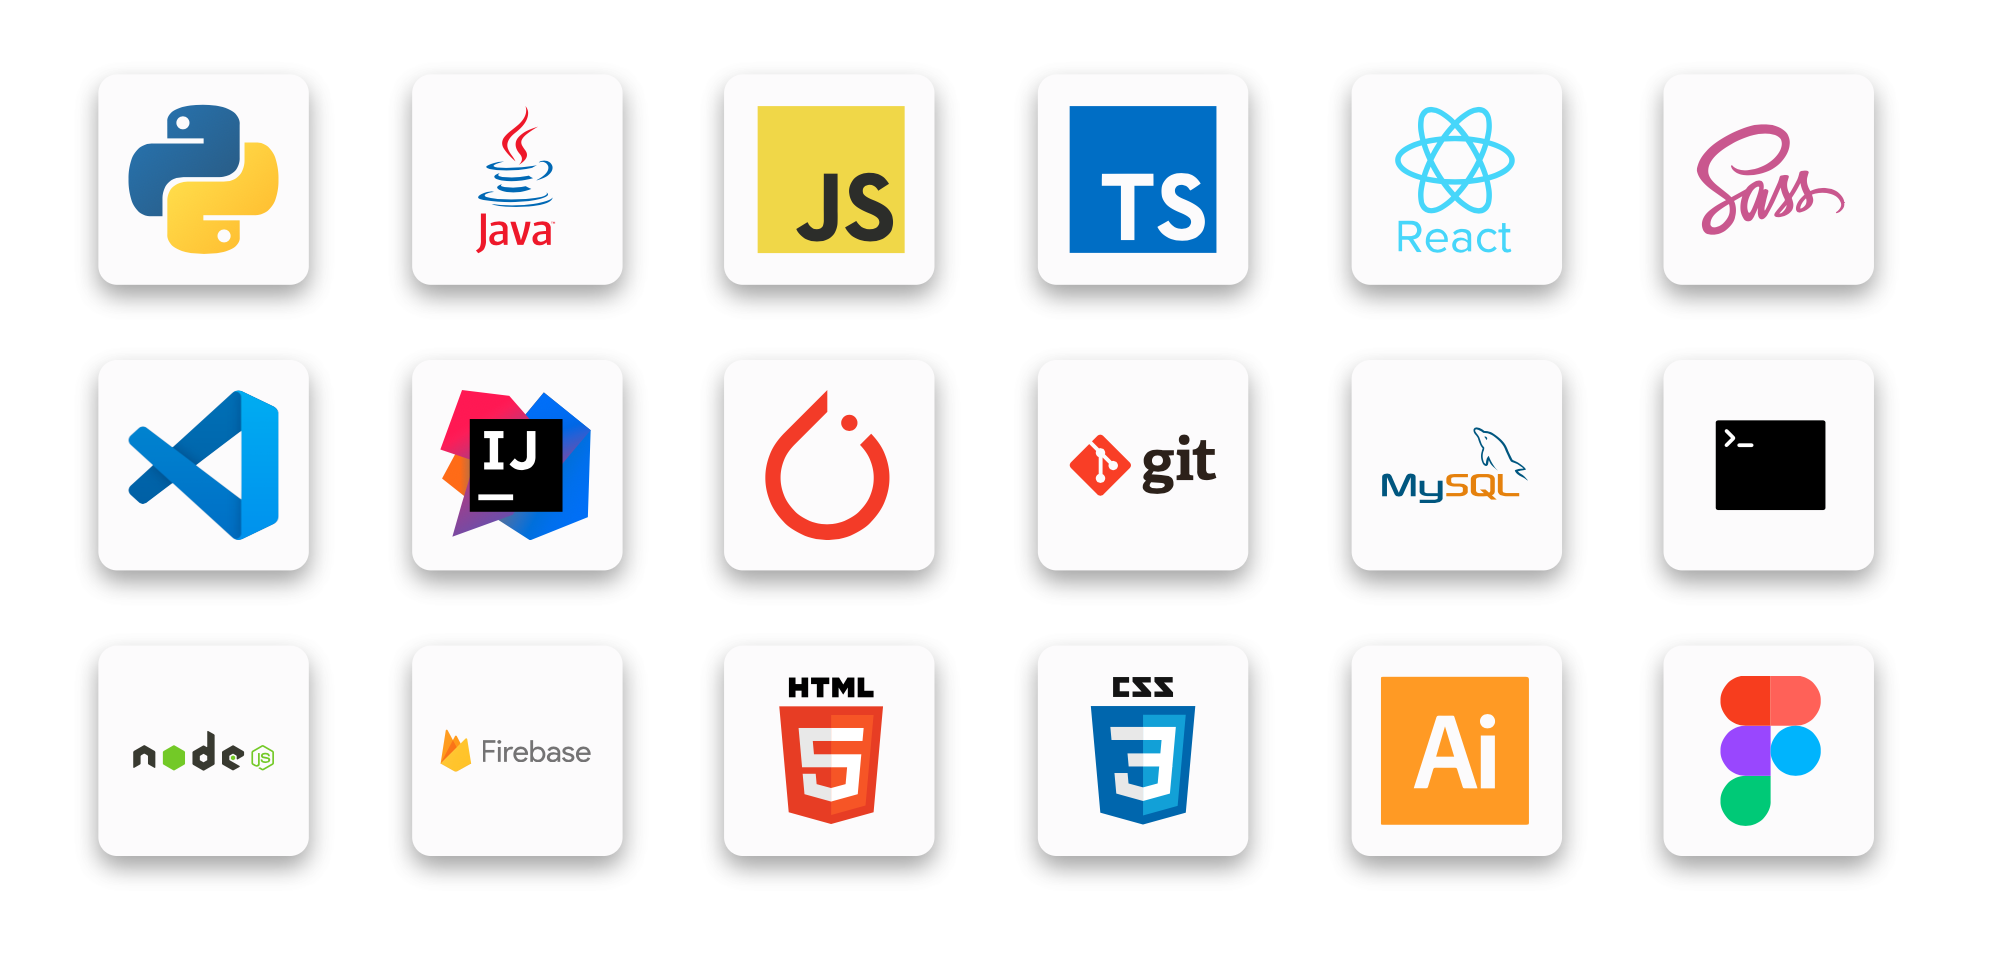 Java
JS
TS
React
Sass
IJ
git
MySQL
>_
node
JS
Firebase
HTML
5
CSS
3
Ai